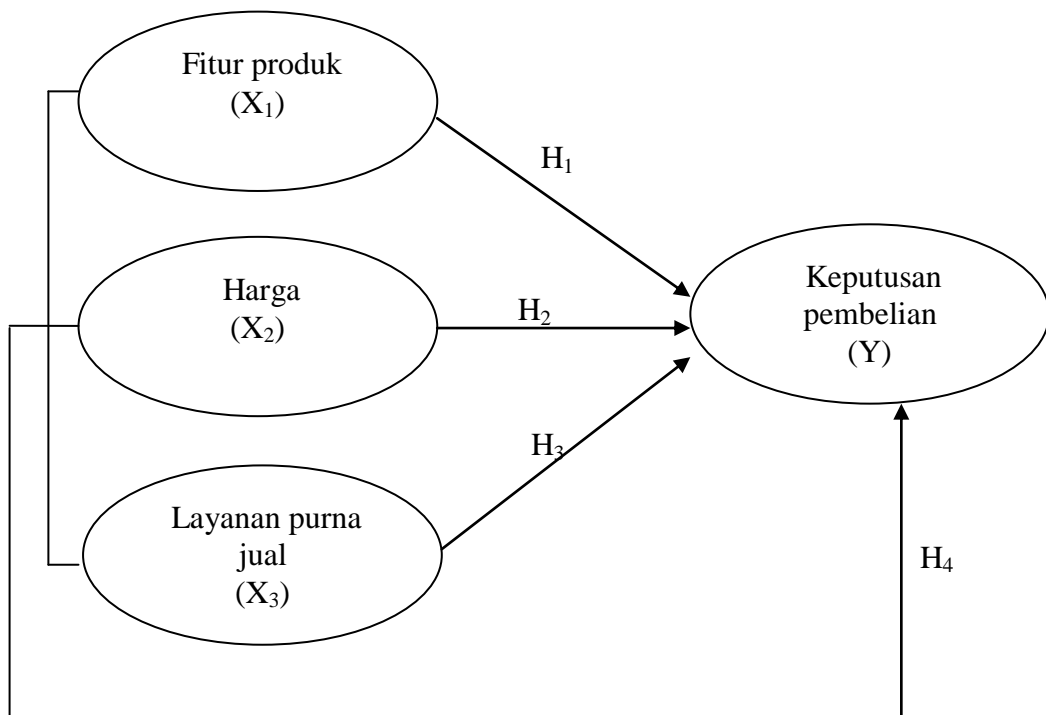 Fitur produk
(X₁)
H₁
Harga
(X₂)
H₂
Keputusan
pembelian
(Y)
H₃
Layanan purna
jual
(X₃)
H₄